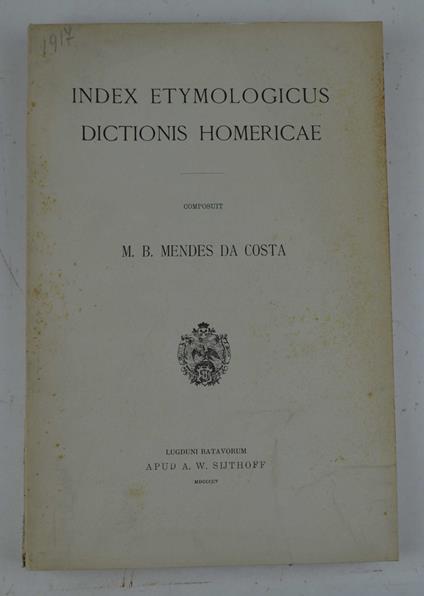 1917
INDEX ETYMOLOGICUS
DICTIONIS HOMERICAE
COMPOSUIT
M. B. MENDES DA COSTA
LUGDUNI BATAVORUM
APUD A. W. SIJTHOFF